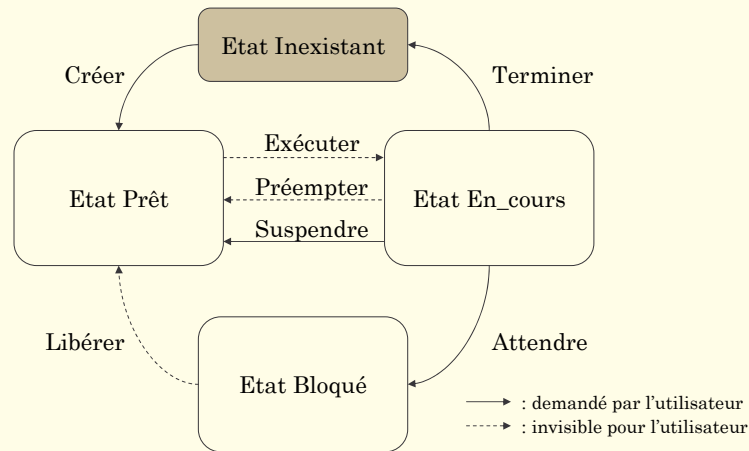 Etat Inexistant
Créer
Terminer
Exécuter
Etat Prêt
Préempter
Etat En_cours
Suspendre
Libérer
Attendre
Etat Bloqué
: demandé par l'utilisateur
: invisible pour l'utilisateur